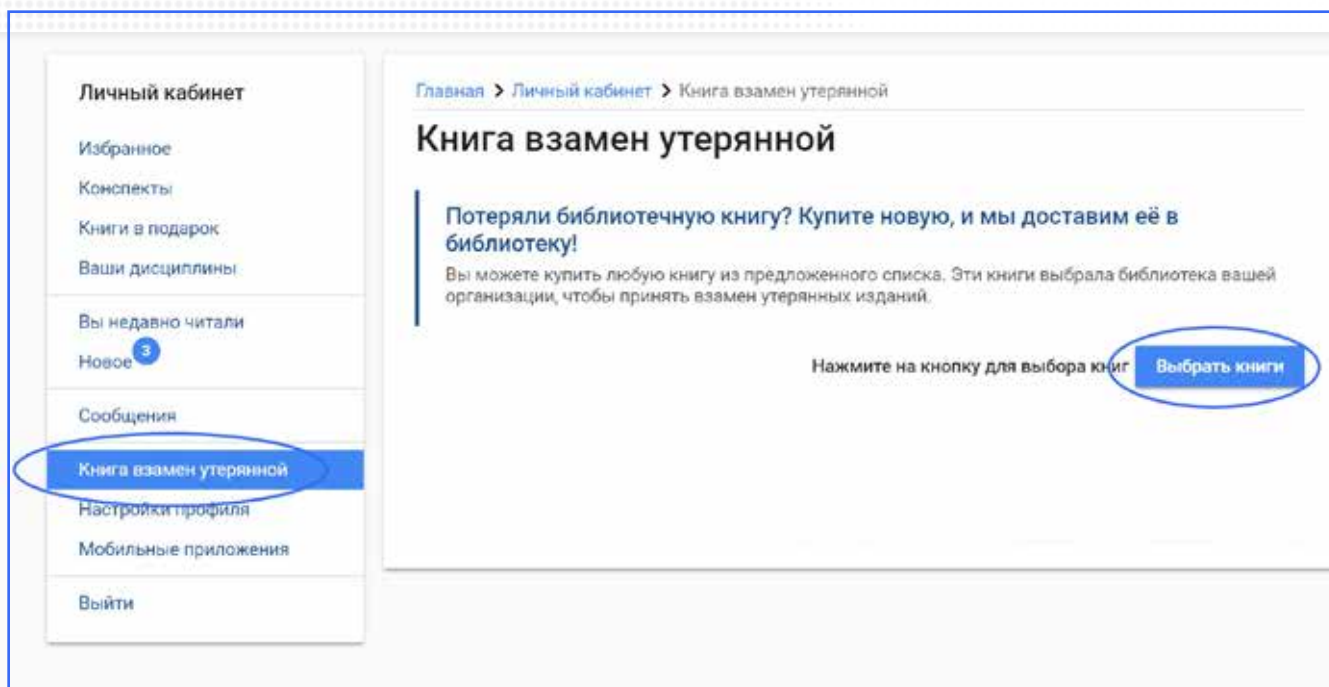 Личный кабинет
Избранное
Конспекты
Книги в подарок
Ваши дисциплины
Вы недавно читали
Новое 3
Сообщения
Книга взамен утерянной
Настройки профиля
Мобильные приложения
Выйти
Главная > Личный кабинет > Книга взамен утерянной
Книга взамен утерянной
Потеряли библиотечную книгу? Купите новую, и мы доставим её в
библиотеку!
Вы можете купить любую книгу из предложенного списка. Эти книги выбрала библиотека вашей
организации, чтобы принять взамен утерянных изданий.
Нажмите на кнопку для выбора книг Выбрать книги